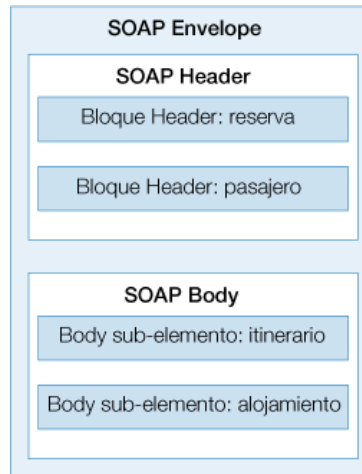 SOAP Envelope
SOAP Header
Bloque Header: reserva
Bloque Header: pasajero
SOAP Body
Body sub-elemento: itinerario
Body sub-elemento: alojamiento